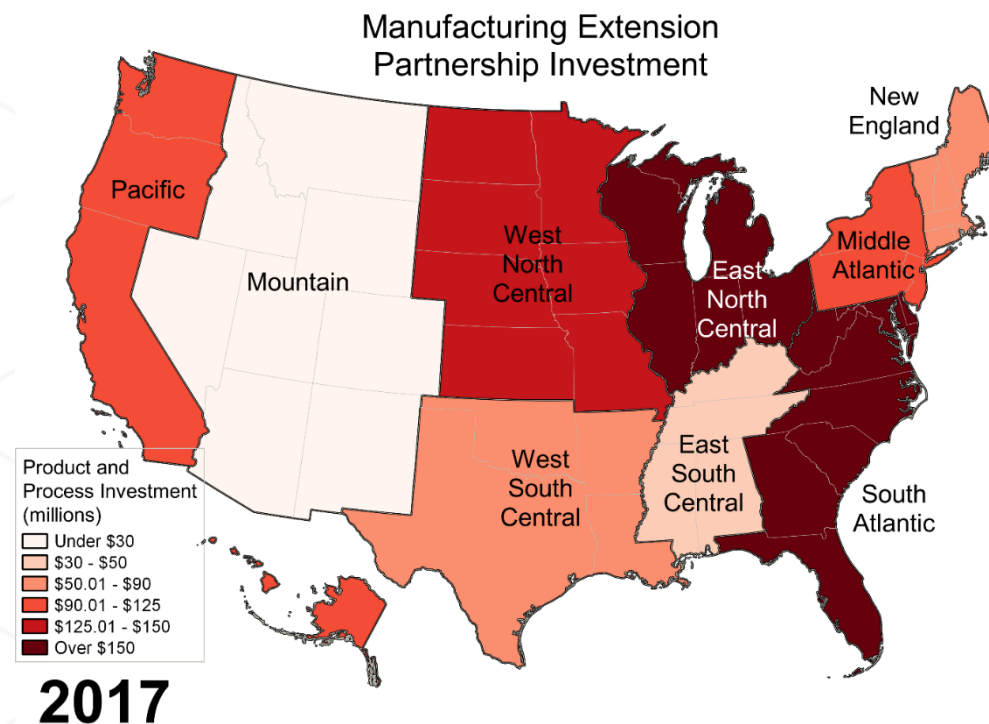 Manufacturing Extension
Partnership Investment
New
England
Pacific
Mountain
West
North
Central
East
North
Central
Middle
Atlantic
West
South
Central
East
South
Central
South
Atlantic
Product and
Process Investment
(millions)
Under $30
$30 - $50
$50.01 - $90
$90.01 - $125
$125.01 - $150
Over $150
2017